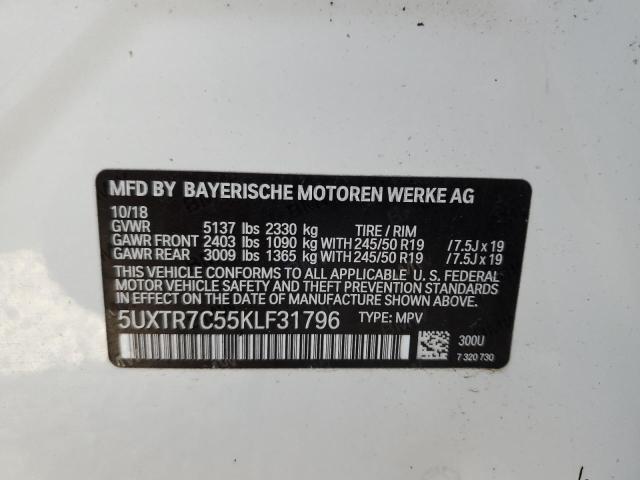 MFD BY BAYERISCHE MOTOREN WERKE AG
10/18
GVWR 5137 lbs 2330 kg TIRE / RIM
GAWR FRONT 2403 lbs 1090 kg WITH 245/50 R19 / 7.5J x 19
GAWR REAR 3009 lbs 1365 kg WITH 245/50 R19 / 7.5J x 19
THIS VEHICLE CONFORMS TO ALL APPLICABLE U. S. FEDERAL
MOTOR VEHICLE SAFETY AND THEFT PREVENTION STANDARDS
IN EFFECT ON THE DATE OF MANUFACTURE SHOWN ABOVE.
5UXTR7C55KLF31796 TYPE: MPV
300U
7 320 730